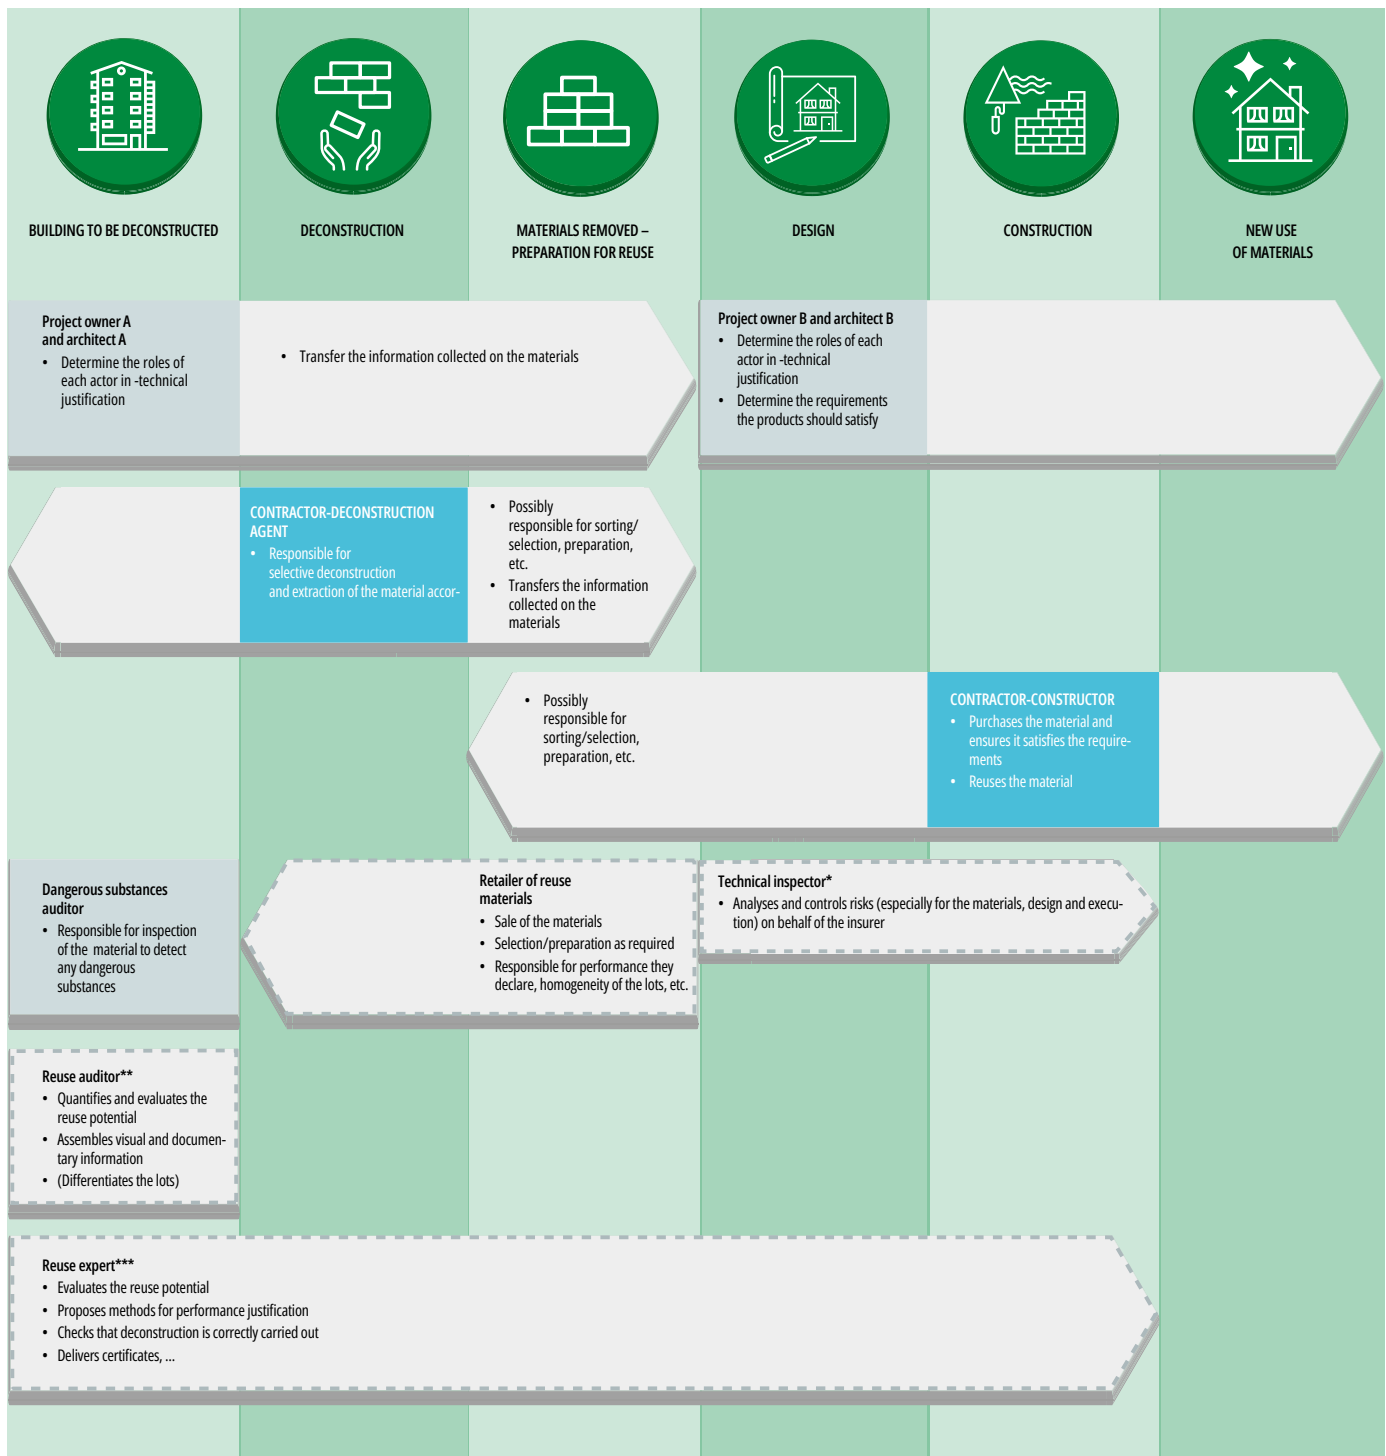 BUILDING TO BE DECONSTRUCTED
DECONSTRUCTION
MATERIALS REMOVED –
PREPARATION FOR REUSE
DESIGN
CONSTRUCTION
NEW USE
OF MATERIALS
Project owner A
and architect A
• Determine the roles of
each actor in -technical
justification
• Transfer the information collected on the materials
Project owner B and architect B
• Determine the roles of each
actor in -technical
justification
• Determine the requirements
the products should satisfy
CONTRACTOR-DECONSTRUCTION
AGENT
• Responsible for
selective deconstruction
and extraction of the material accor-
• Possibly
responsible for sorting/
selection, preparation,
etc.
• Transfers the information
collected on the
materials
• Possibly
responsible for
sorting/selection,
preparation, etc.
CONTRACTOR-CONSTRUCTOR
• Purchases the material and
ensures it satisfies the require-
ments
• Reuses the material
Dangerous substances
auditor
• Responsible for inspection
of the material to detect
any dangerous
substances
Retailer of reuse
materials
• Sale of the materials
• Selection/preparation as required
• Responsible for performance they
declare, homogeneity of the lots, etc.
Technical inspector*
• Analyses and controls risks (especially for the materials, design and execu-
tion) on behalf of the insurer
Reuse auditor**
• Quantifies and evaluates the
reuse potential
• Assembles visual and documen-
tary information
• (Differentiates the lots)
Reuse expert***
• Evaluates the reuse potential
• Proposes methods for performance justification
• Checks that deconstruction is correctly carried out
• Delivers certificates, ...